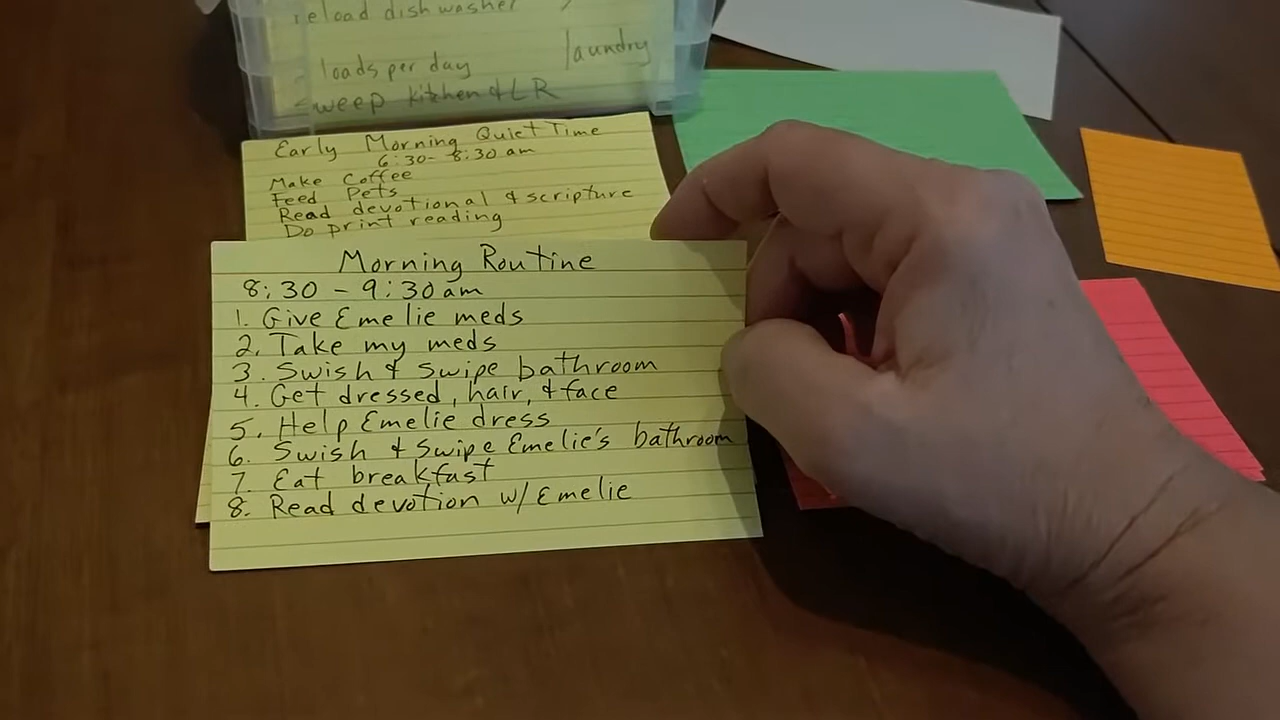 reload dishwasher
loads per day laundry
sweep kitchen & LR
Early Morning Quiet Time
6:30- 8:30 am
Make Coffee
Feed Pets
Read devotional & scripture
Do print reading
Morning Routine
8:30 - 9:30 am
1. Give Emelie meds
2. Take my meds
3. Swish & Swipe bathroom
4. Get dressed, hair, & face
5. Help Emelie dress
6. Swish & Swipe Emelie's bathroom
7. Eat breakfast
8. Read devotion w/ Emelie